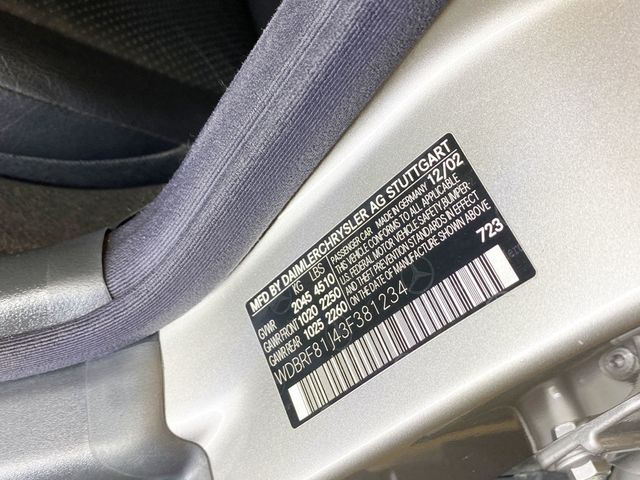 MFD BY DAIMLERCHRYSLER AG STUTTGART
KG LBS PASSENGER CAR MADE IN GERMANY 12/02
GVWR 2045 4510 THIS VEHICLE CONFORMS TO ALL APPLICABLE
GAWR FRONT 1020 2250 US FEDERAL MOTOR VEHICLE SAFETY/BUMPER-
GAWR REAR 1025 2260 AND THEFT PREVENTION STANDARDS IN EFFECT
ON THE DATE OF MANUFACTURE SHOWN ABOVE
WDBRF81J43F381234 723